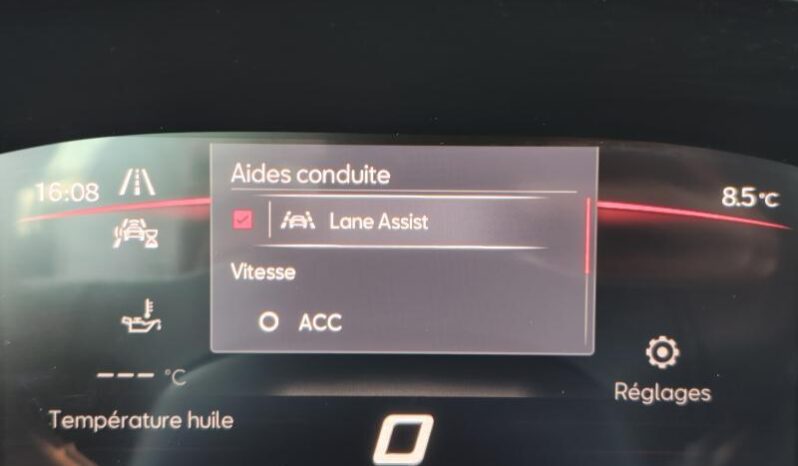 Aides conduite
16:08
8.5°C
Lane Assist
Vitesse
ACC
--- °C
Réglages
Température huile